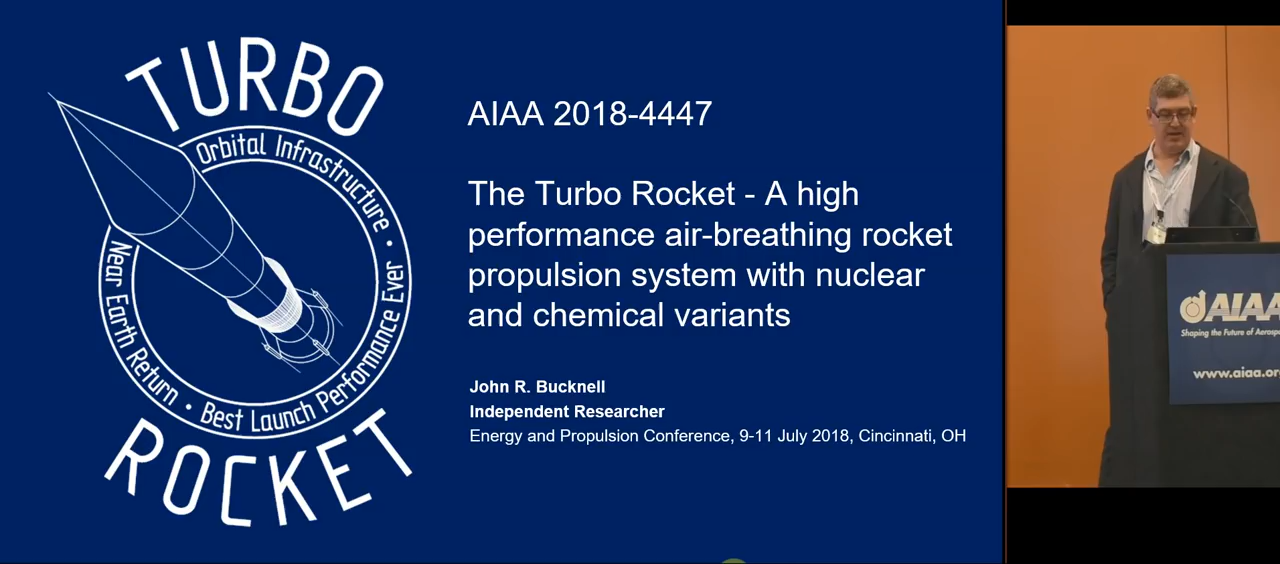 TURBO
Orbital Infrastructure •
Near Earth Return •
Best Launch Performance Ever
ROCKET
AIAA 2018-4447
The Turbo Rocket - A high
performance air-breathing rocket
propulsion system with nuclear
and chemical variants
John R. Bucknell
Independent Researcher
Energy and Propulsion Conference, 9-11 July 2018, Cincinnati, OH
AIAA
Shaping the Future of Aerosp
www.aiaa.or